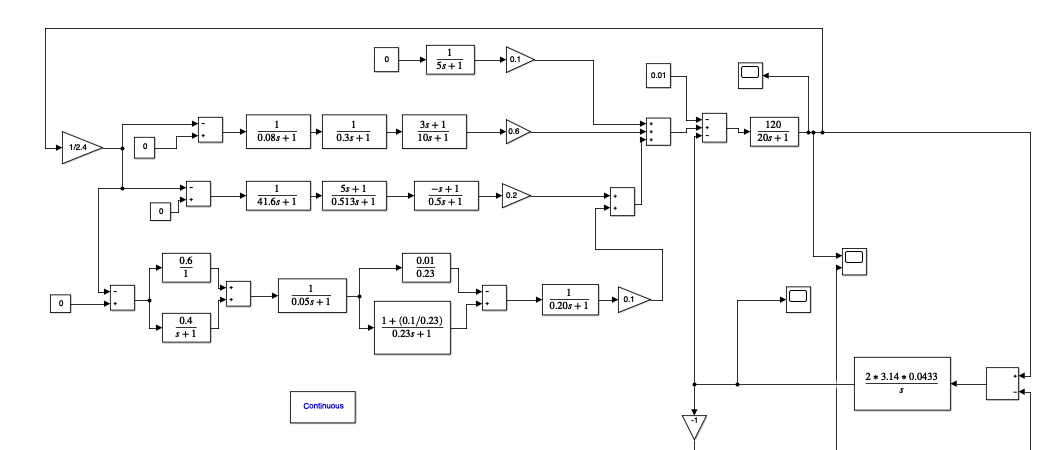 0
1
5s+1
0.1
0.01
120
20s+1
1/2.4
0
1
0.08s+1
1
0.3s+1
3s+1
10s+1
0.6
0
1
41.6s+1
5s+1
0.513s+1
-s+1
0.5s+1
0.2
0
0.6
1
0.4
s+1
1
0.05s+1
0.01
0.23
1+(0.1/0.23)
0.23s+1
1
0.20s+1
0.1
2*3.14*0.0433
s
Continuous
-1